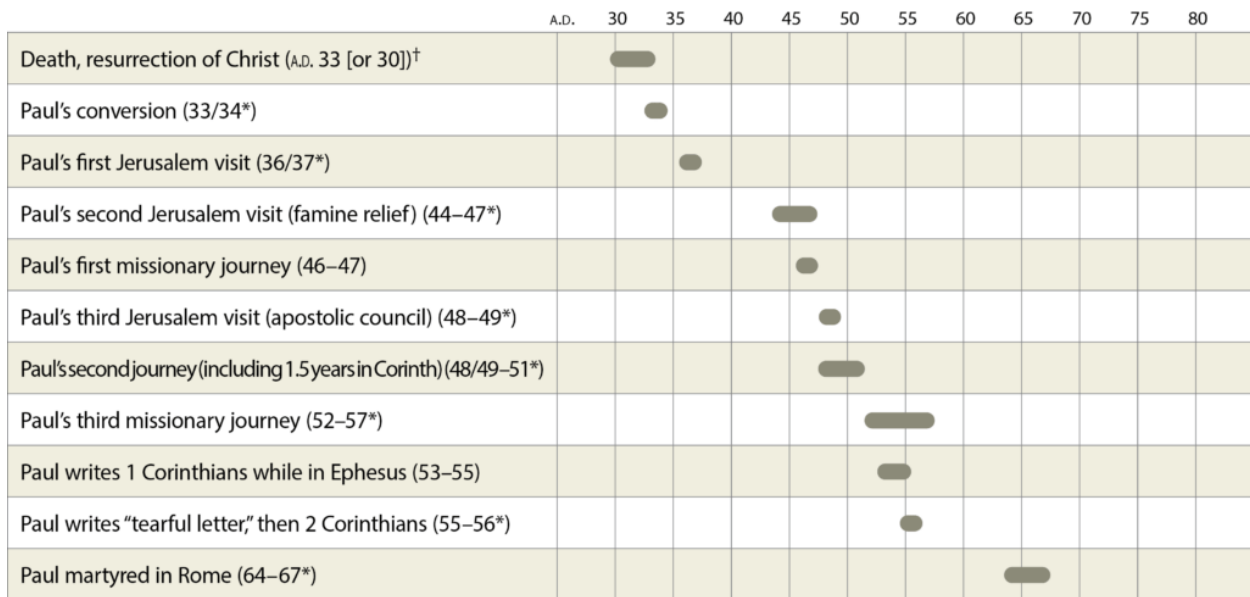 A.D. 30 35 40 45 50 55 60 65 70 75 80
Death, resurrection of Christ (A.D. 33 [or 30])†
Paul’s conversion (33/34*)
Paul’s first Jerusalem visit (36/37*)
Paul’s second Jerusalem visit (famine relief) (44–47*)
Paul’s first missionary journey (46–47)
Paul’s third Jerusalem visit (apostolic council) (48–49*)
Paul’s second journey (including 1.5 years in Corinth) (48/49–51*)
Paul’s third missionary journey (52–57*)
Paul writes 1 Corinthians while in Ephesus (53–55)
Paul writes “tearful letter,” then 2 Corinthians (55–56*)
Paul martyred in Rome (64–67*)